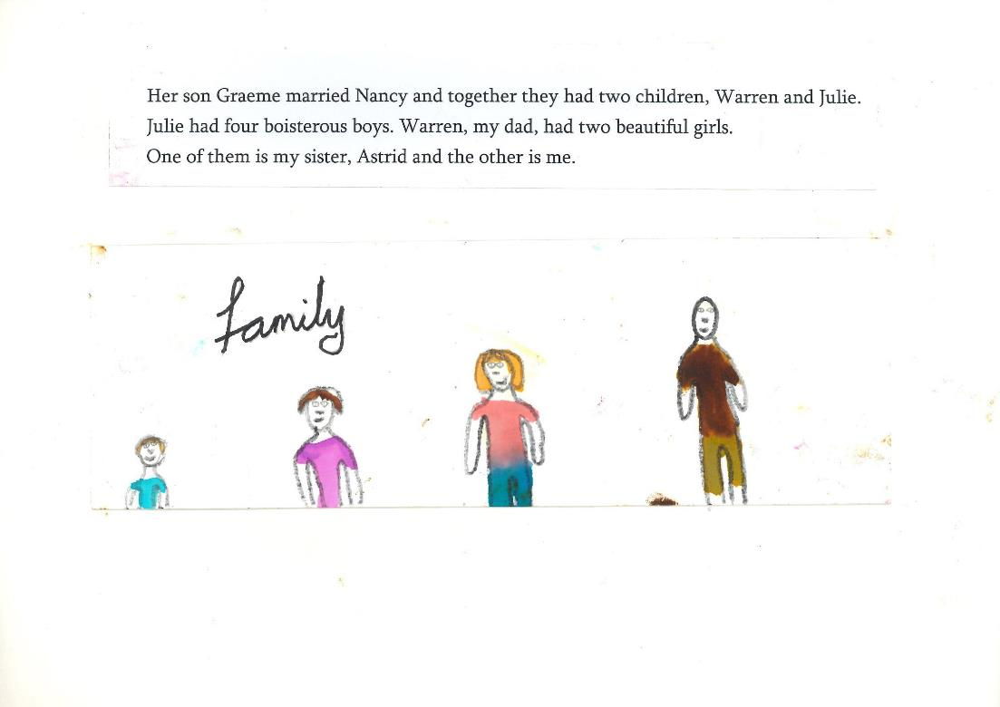 Her son Graeme married Nancy and together they had two children, Warren and Julie.
Julie had four boisterous boys. Warren, my dad, had two beautiful girls.
One of them is my sister, Astrid and the other is me.
family